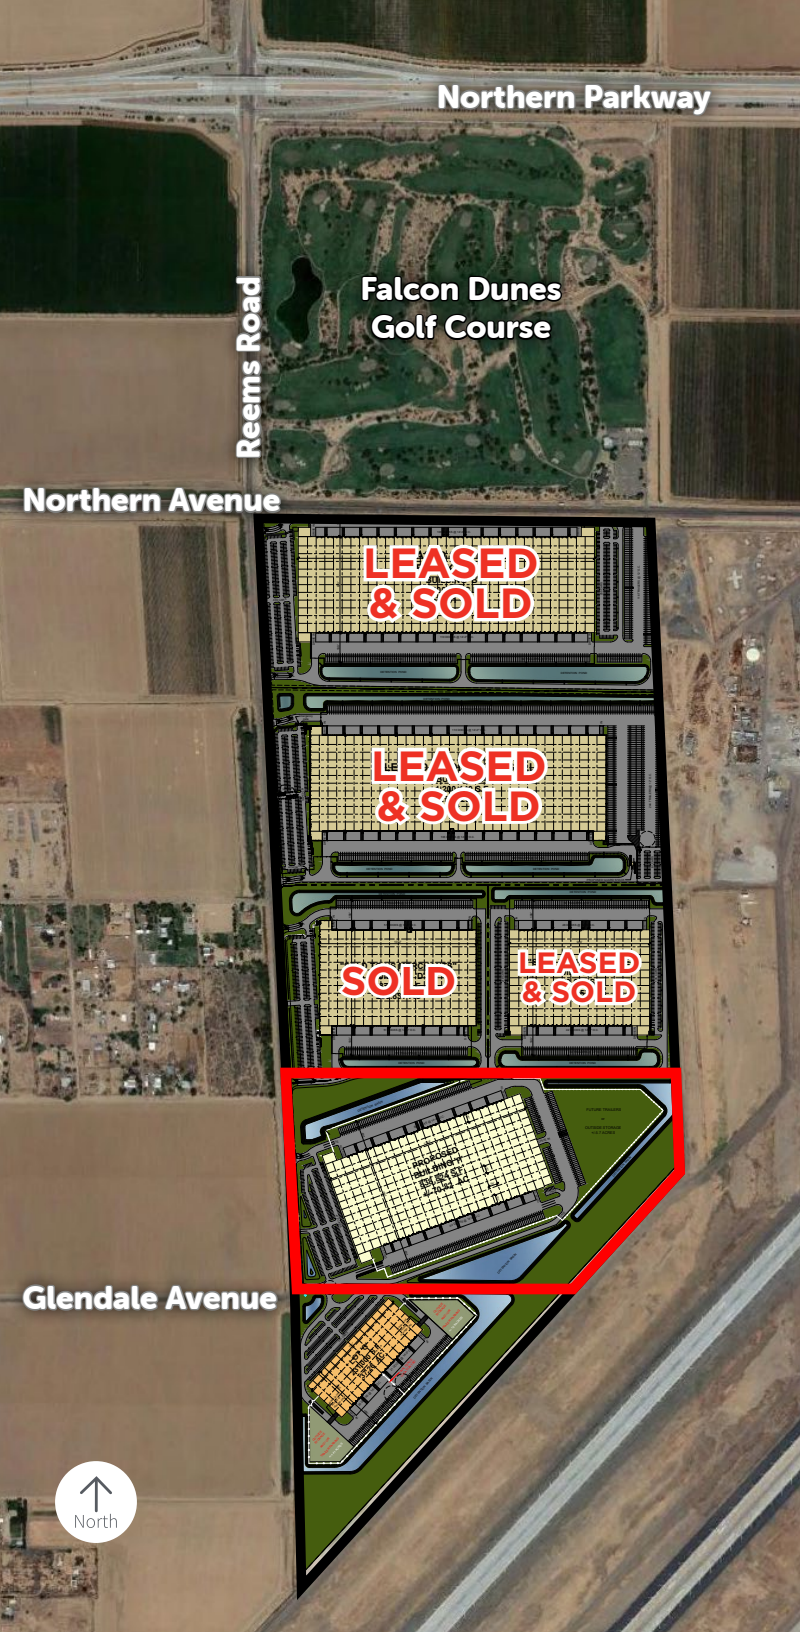 Northern Parkway
Falcon Dunes
Golf Course
Reems Road
Northern Avenue
LEASED
& SOLD
LEASED
& SOLD
SOLD
LEASED
& SOLD
PROPOSED
Glendale Avenue
North